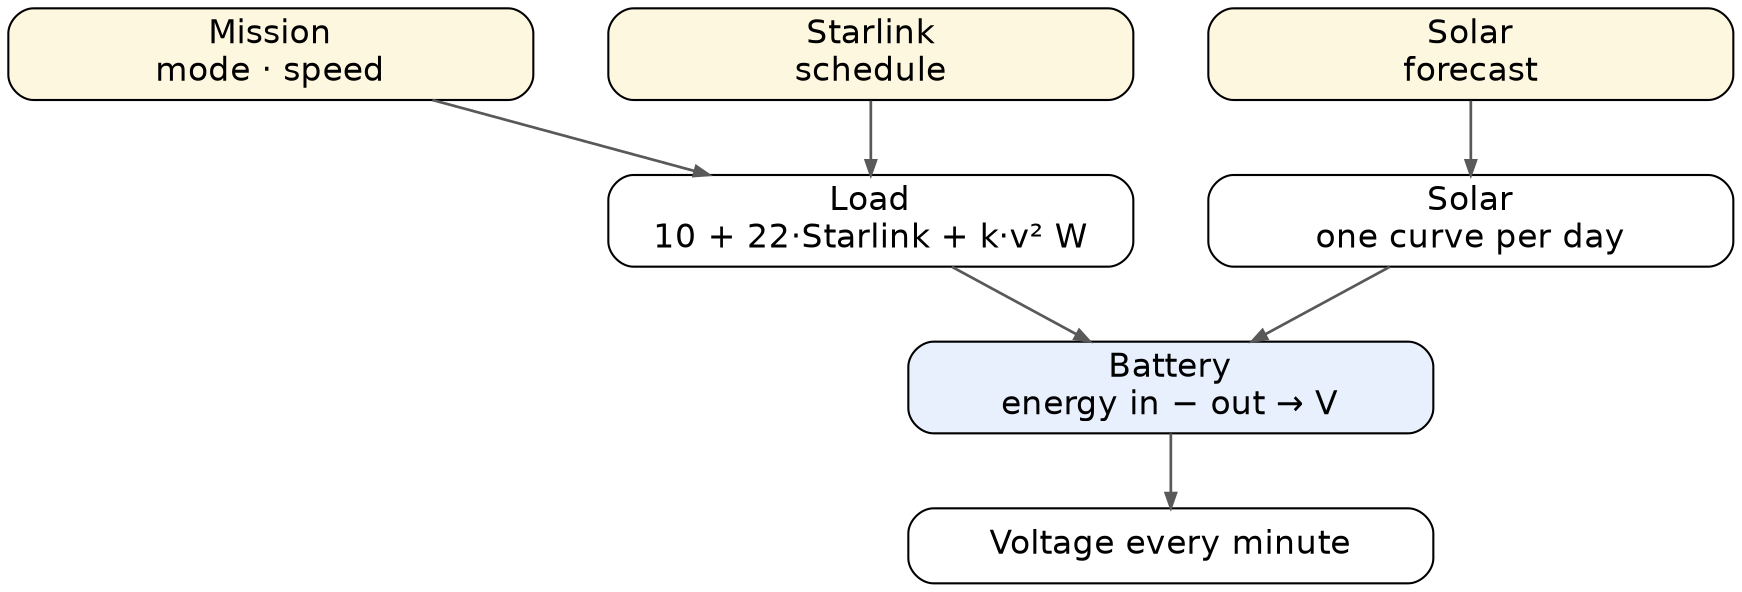 Mission
mode · speed
Starlink
schedule
Solar
forecast
Load
10 + 22·Starlink + k·v² W
Solar
one curve per day
Battery
energy in − out → V
Voltage every minute